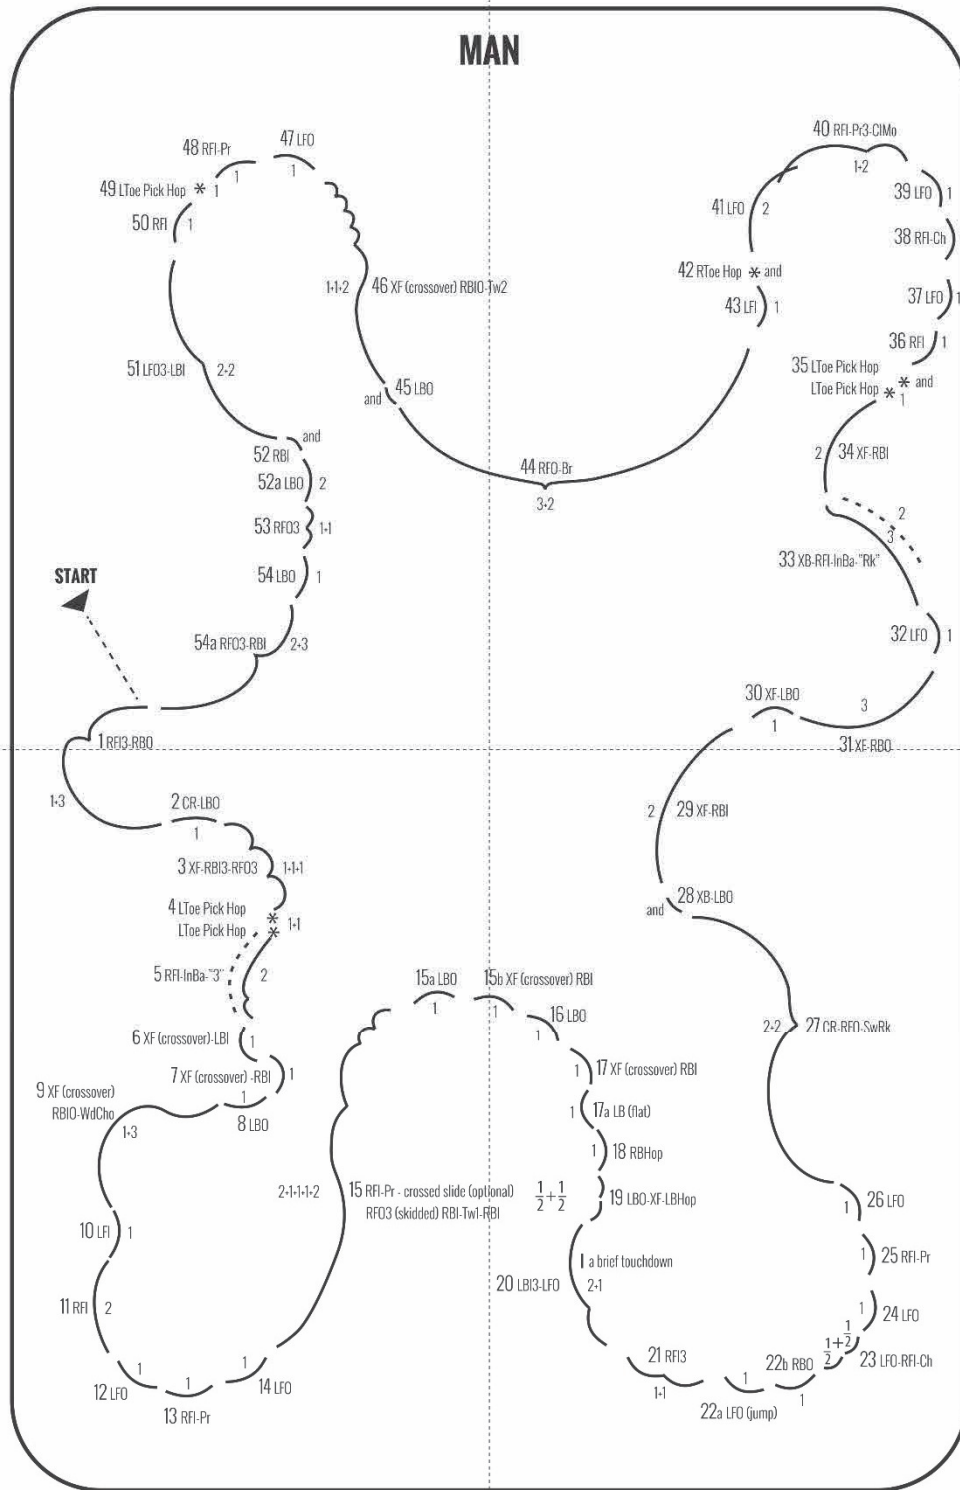 MAN
START
1 RFI3-RBO
1+3
2 CR-LBO
1
3 XF-RBI3-RFO3
1+1+1
4 LToe Pick Hop
LToe Pick Hop
*
*
1+1
5 RFI-InBa-"3"
2
6 XF (crossover)-LBI
1
7 XF (crossover) -RBI
1
8 LBO
1
9 XF (crossover)
RBIO-WdCho
1+3
10 LFI
1
11 RFI
2
12 LFO
1
13 RFI-Pr
1
14 LFO
1
15 RFI-Pr - crossed slide (optional)
RFO3 (skidded) RBI-Tw1-RBI
2+1+1+1+2
15a LBO
1
15b XF (crossover) RBI
1
16 LBO
1
17 XF (crossover) RBI
1
17a LB (flat)
1
18 RBHop
1
19 LBO-XF-LBHop
1/2+1/2
a brief touchdown
20 LBI3-LFO
2+1
21 RFI3
1+1
22a LFO (jump)
1
22b RBO
1
23 LFO-RFI-Ch
1/2+1/2
24 LFO
1
25 RFI-Pr
1
26 LFO
1
27 CR-RFO-SwRk
2+2
28 XB-LBO
and
29 XF-RBI
2
30 XF-LBO
1
31 XF-RBO
3
32 LFO
1
33 XB-RFI-InBa-"Rk"
3
2
34 XF-RBI
2
35 LToe Pick Hop
LToe Pick Hop
* and
*
1
36 RFI
1
37 LFO
1
38 RFI-Ch
39 LFO
1
40 RFI-Pr3-ClMo
1+2
41 LFO
2
42 RToe Hop * and
43 LFI
1
44 RFO-Br
3+2
45 LBO
and
46 XF (crossover) RBIO-Tw2
1+1+2
47 LFO
1
48 RFI-Pr
1
49 LToe Pick Hop * 1
50 RFI
1
51 LFO3-LBI
2+2
52 RBI
and
52a LBO
2
53 RFO3
1+1
54 LBO
1
54a RFO3-RBI
2+3